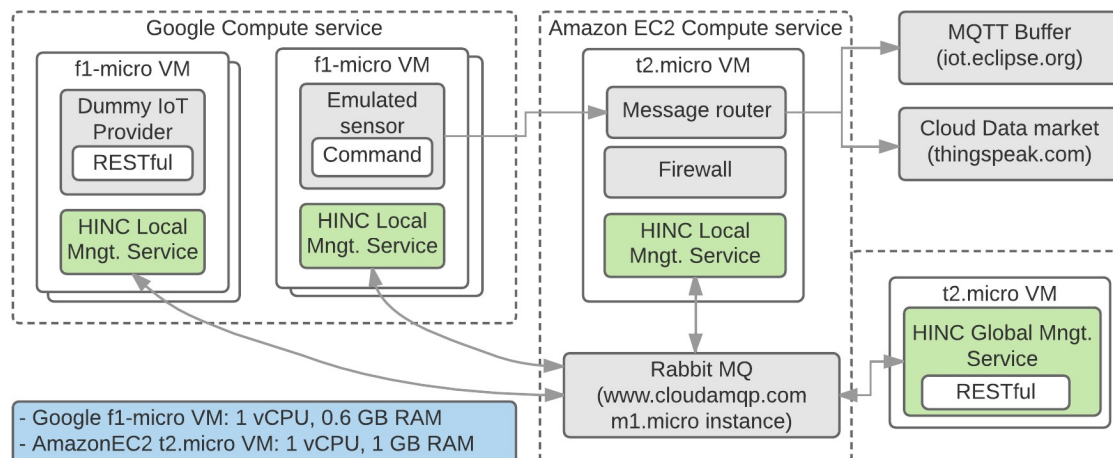 Google Compute service
f1-micro VM
Dummy IoT
Provider
RESTful
HINC Local
Mngt. Service
f1-micro VM
Emulated
sensor
Command
HINC Local
Mngt. Service
Amazon EC2 Compute service
t2.micro VM
Message router
Firewall
HINC Local
Mngt. Service
MQTT Buffer
(iot.eclipse.org)
Cloud Data market
(thingspeak.com)
t2.micro VM
HINC Global Mngt.
Service
RESTful
Rabbit MQ
(www.cloudamqp.com
m1.micro instance)
- Google f1-micro VM: 1 vCPU, 0.6 GB RAM
- AmazonEC2 t2.micro VM: 1 vCPU, 1 GB RAM